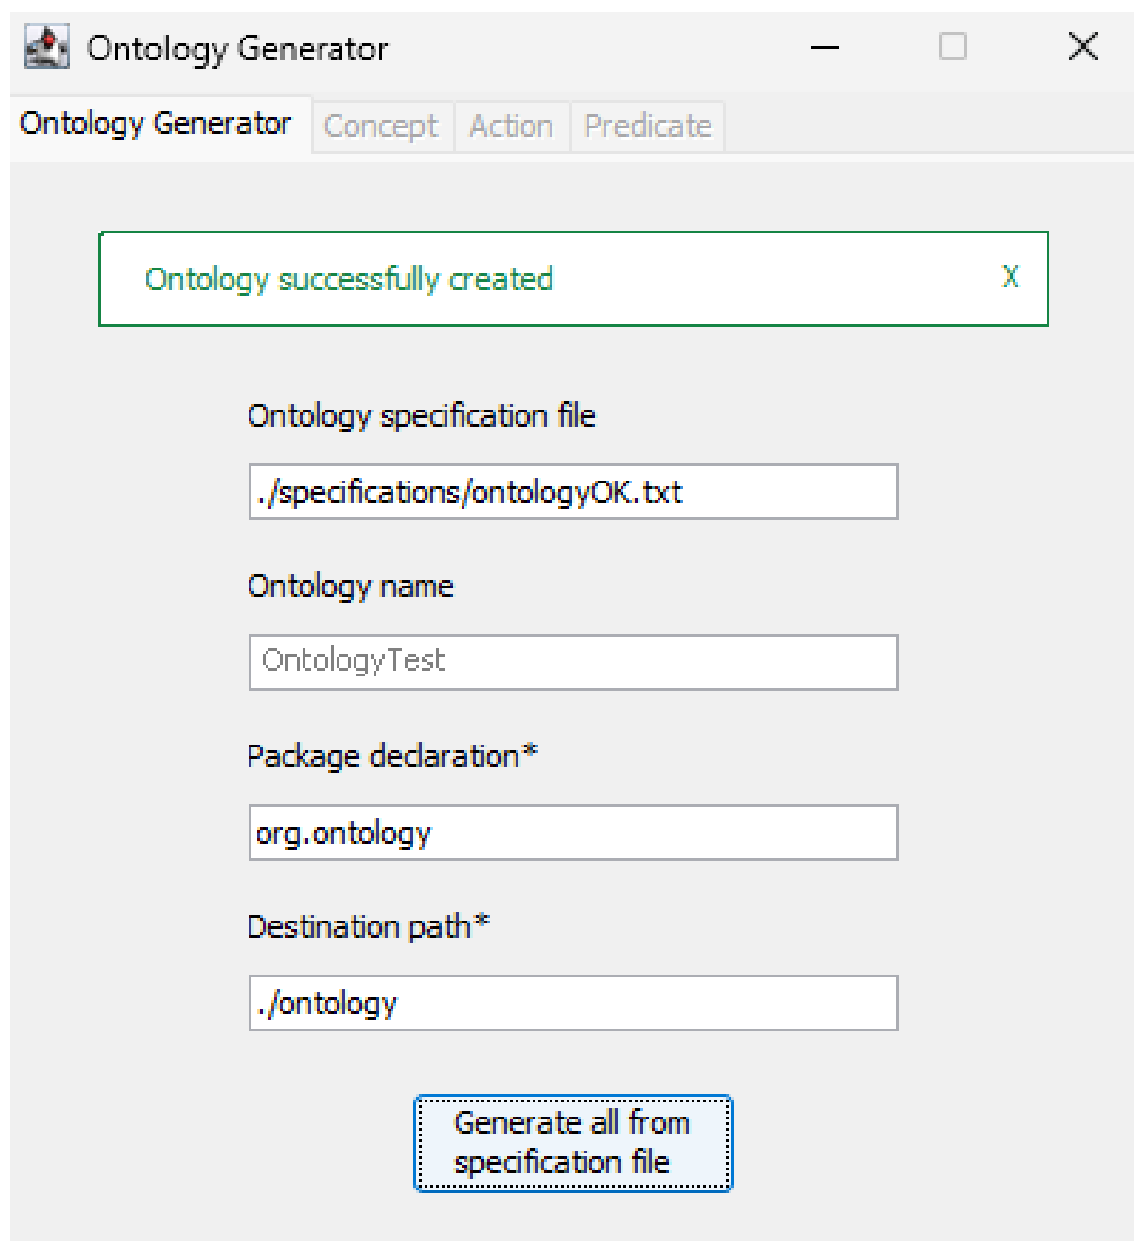 Ontology Generator
Ontology Generator Concept Action Predicate
Ontology successfully created X
Ontology specification file
./specifications/ontologyOK.txt
Ontology name
OntologyTest
Package declaration*
org.ontology
Destination path*
./ontology
Generate all from
specification file